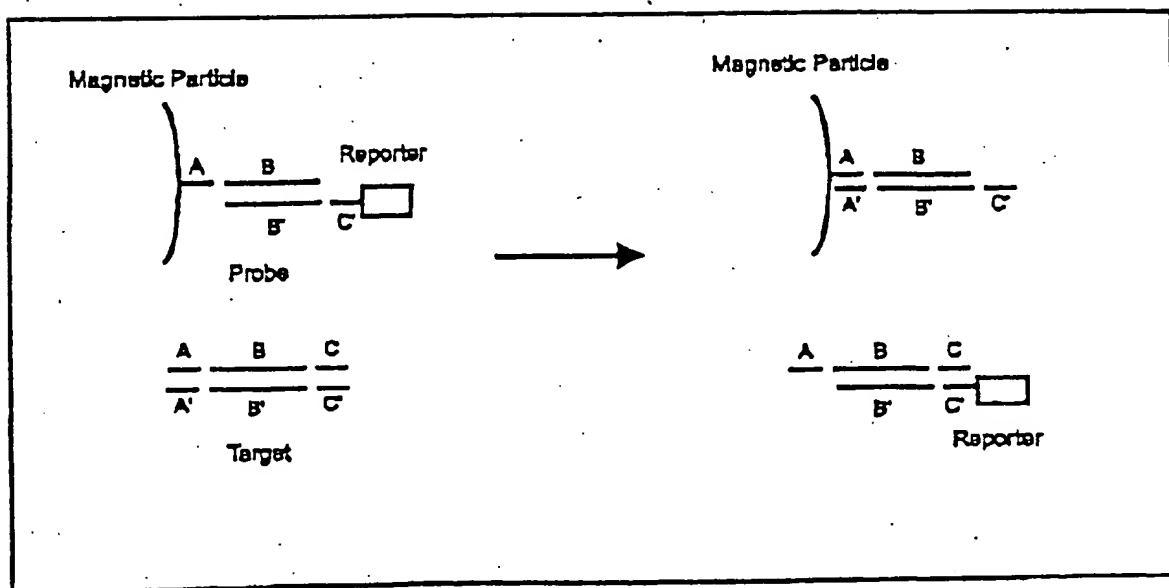 Magnetic Particle
A B Reporter
B' C'
Probe
A B C
A' B' C'
Target
Magnetic Particle
A B
A' B' C'
A B C
B' C'
Reporter